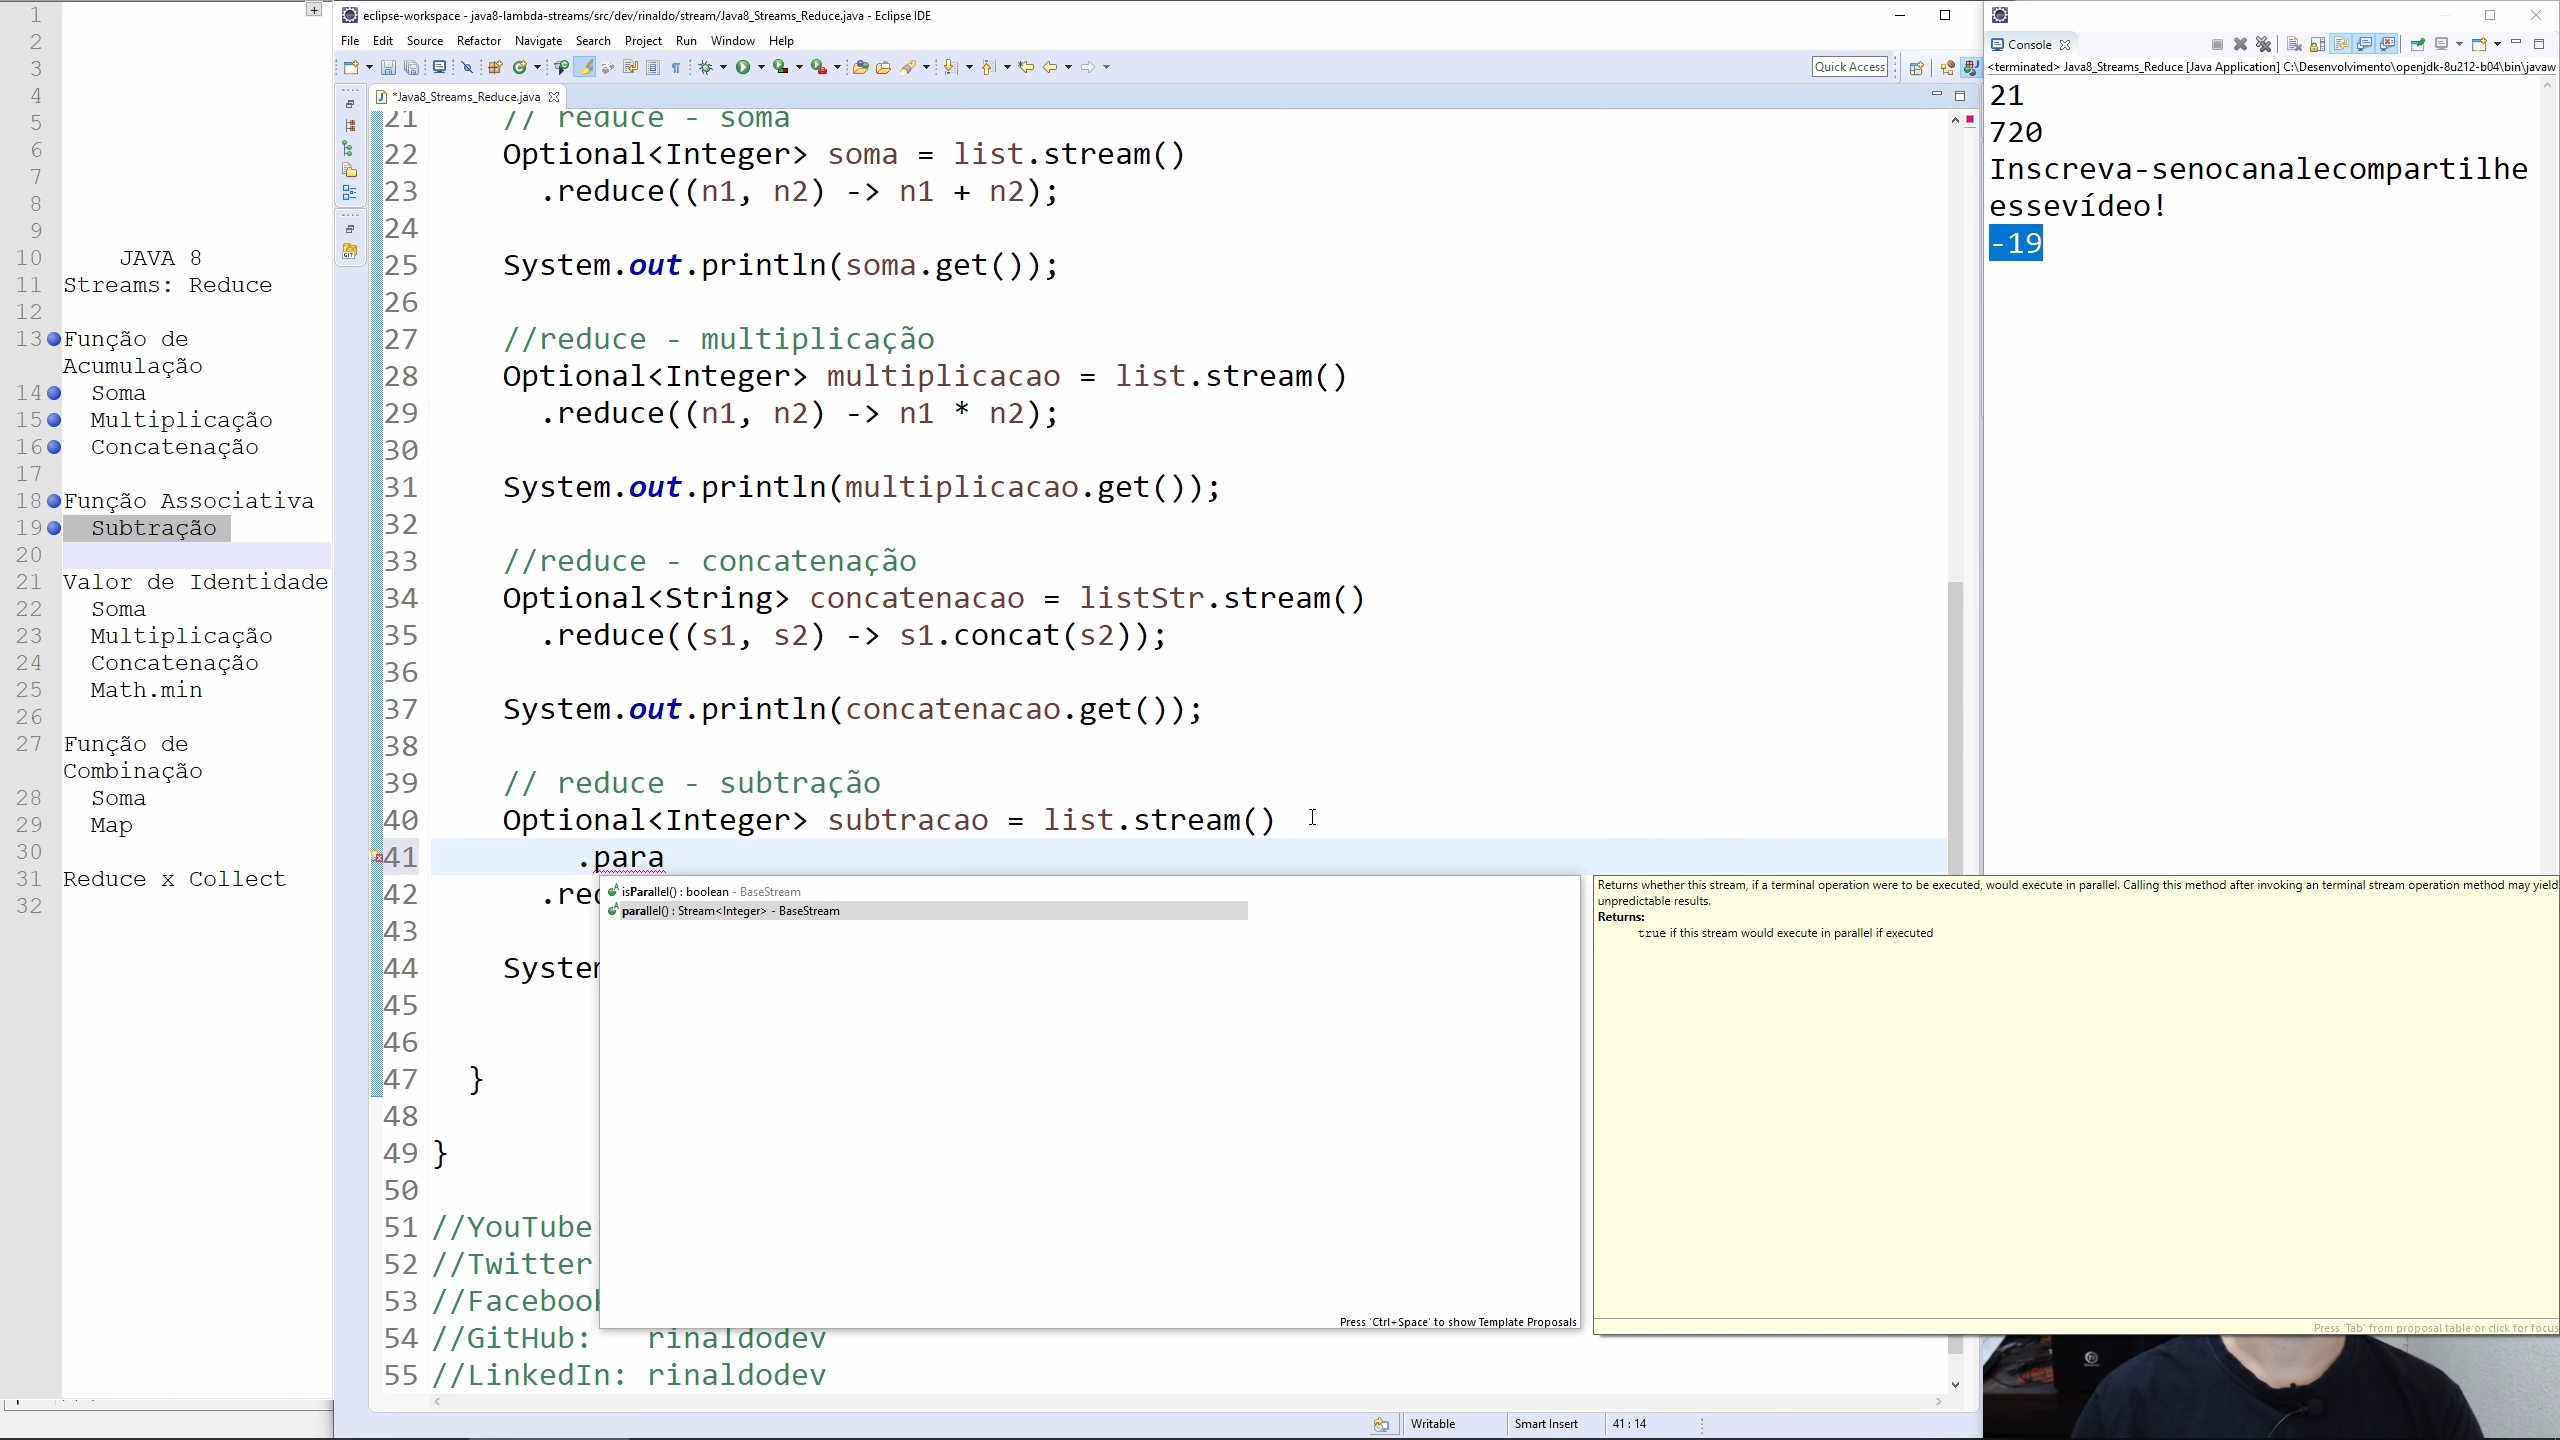 1
2
3
4
5
6
7
8
9
10 JAVA 8
11 Streams: Reduce
12
13 Função de
Acumulação
14 Soma
15 Multiplicação
16 Concatenação
17
18 Função Associativa
19 Subtração
20
21 Valor de Identidade
22 Soma
23 Multiplicação
24 Concatenação
25 Math.min
26
27 Função de
Combinação
28 Soma
29 Map
30
31 Reduce x Collect
32
eclipse-workspace - java8-lambda-streams/src/dev/rinaldo/stream/Java8_Streams_Reduce.java - Eclipse IDE
File Edit Source Refactor Navigate Search Project Run Window Help
Quick Access
*Java8_Streams_Reduce.java
21 // reduce - soma
22 Optional<Integer> soma = list.stream()
23 .reduce((n1, n2) -> n1 + n2);
24
25 System.out.println(soma.get());
26
27 //reduce - multiplicação
28 Optional<Integer> multiplicacao = list.stream()
29 .reduce((n1, n2) -> n1 * n2);
30
31 System.out.println(multiplicacao.get());
32
33 //reduce - concatenação
34 Optional<String> concatenacao = listStr.stream()
35 .reduce((s1, s2) -> s1.concat(s2));
36
37 System.out.println(concatenacao.get());
38
39 // reduce - subtração
40 Optional<Integer> subtracao = list.stream()
41 .para
42 .red
43
44 System
45
46
47 }
48
49 }
50
51 //YouTube
52 //Twitter
53 //Facebook
54 //GitHub: rinaldodev
55 //LinkedIn: rinaldodev
isParallel() : boolean - BaseStream
parallel() : Stream<Integer> - BaseStream
Press 'Ctrl+Space' to show Template Proposals
Returns whether this stream, if a terminal operation were to be executed, would execute in parallel. Calling this method after invoking an terminal stream operation method may yield
unpredictable results.
Returns:
true if this stream would execute in parallel if executed
Press 'Tab' from proposal table or click for focus
Writable Smart Insert 41 : 14
Console
<terminated> Java8_Streams_Reduce [Java Application] C:\Desenvolvimento\openjdk-8u212-b04\bin\javaw
21
720
Inscreva-senocanalecompartilhe
essevídeo!
-19